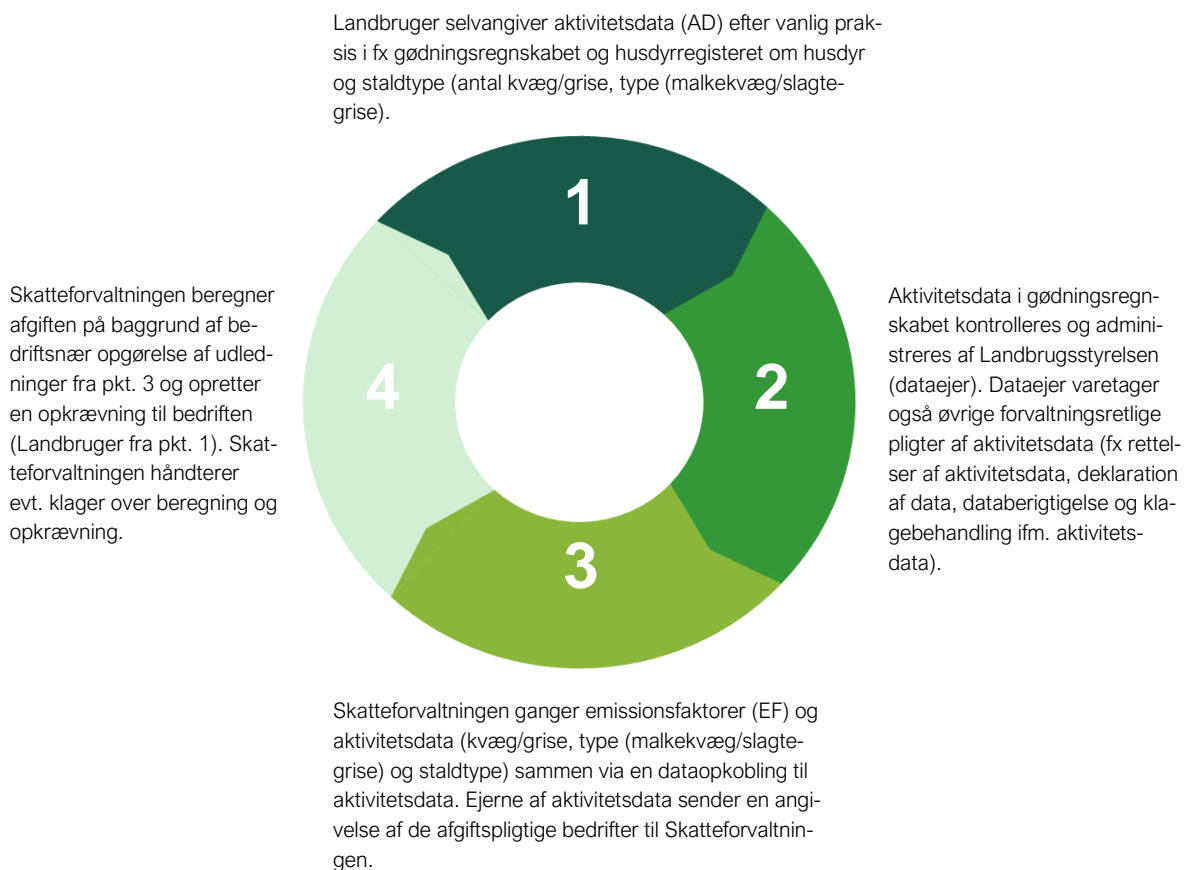 Landbruger selvangiver aktivitetsdata (AD) efter vanlig prak-
sis i fx gødningsregnskabet og husdyrregisteret om husdyr
og staldtype (antal kvæg/grise, type (malkekvæg/slagte-
grise).
1
2
Aktivitetsdata i gødningsregn-
skabet kontrolleres og admini-
streres af Landbrugsstyrelsen
(dataejer). Dataejer varetager
også øvrige forvaltningsretlige
pligter af aktivitetsdata (fx rettel-
ser af aktivitetsdata, deklaration
af data, databerigtigelse og kla-
gebehandling ifm. aktivitets-
data).
3
Skatteforvaltningen ganger emissionsfaktorer (EF) og
aktivitetsdata (kvæg/grise, type (malkekvæg/slagte-
grise) og staldtype) sammen via en dataopkobling til
aktivitetsdata. Ejerne af aktivitetsdata sender en angi-
velse af de afgiftspligtige bedrifter til Skatteforvaltnin-
gen.
4
Skatteforvaltningen beregner
afgiften på baggrund af be-
driftsnær opgørelse af udled-
ninger fra pkt. 3 og opretter
en opkrævning til bedriften
(Landbruger fra pkt. 1). Skat-
teforvaltningen håndterer
evt. klager over beregning og
opkrævning.